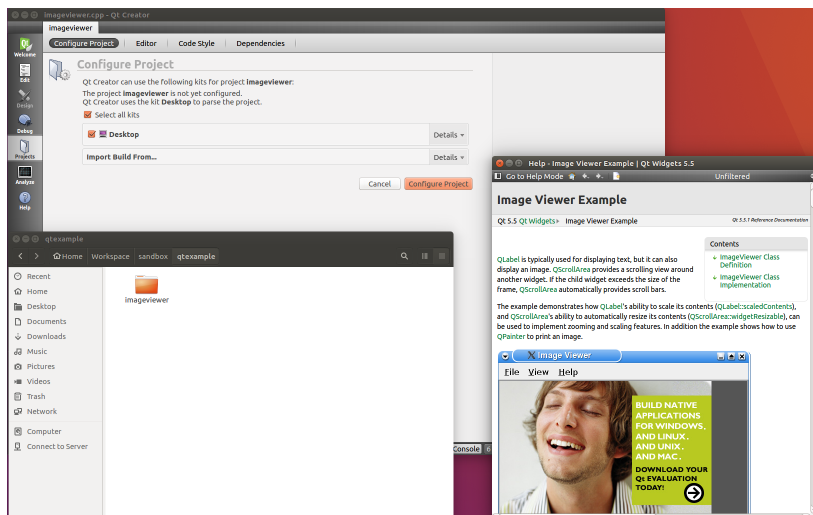 imageviewer.cpp - Qt Creator
imageviewer
Configure Project
Editor
Code Style
Dependencies
Welcome
Edit
Design
Debug
Projects
Analyze
Help
Configure Project
Qt Creator can use the following kits for project imageviewer:
The project imageviewer is not yet configured.
Qt Creator uses the kit Desktop to parse the project.
Select all kits
Desktop
Details
Import Build From...
Details
Cancel
Configure Project
qtexample
Home
Workspace
sandbox
qtexample
Recent
Home
Desktop
Documents
Downloads
Music
Pictures
Videos
Trash
Network
Computer
Connect to Server
imageviewer
Console
6
Help - Image Viewer Example | Qt Widgets 5.5
Go to Help Mode
Unfiltered
Image Viewer Example
Qt 5.5 Qt Widgets Image Viewer Example
Qt 5.5.1 Reference Documentation
Contents
ImageViewer Class
Definition
ImageViewer Class
Implementation
QLabel is typically used for displaying text, but it can also
display an image. QScrollArea provides a scrolling view around
another widget. If the child widget exceeds the size of the
frame, QScrollArea automatically provides scroll bars.
The example demonstrates how QLabel's ability to scale its contents (QLabel::scaledContents),
and QScrollArea's ability to automatically resize its contents (QScrollArea::widgetResizable), can
be used to implement zooming and scaling features. In addition the example shows how to use
QPainter to print an image.
Image Viewer
File View Help
BUILD NATIVE
APPLICATIONS
FOR WINDOWS,
AND LINUX,
AND UNIX,
AND MAC.
DOWNLOAD YOUR
Qt EVALUATION
TODAY!